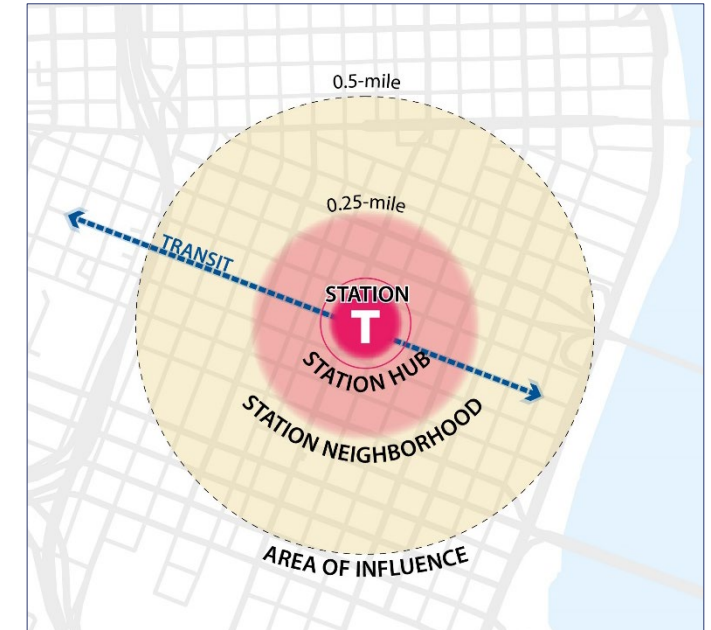 0.5-mile
0.25-mile
TRANSIT
STATION
T
STATION HUB
STATION NEIGHBORHOOD
AREA OF INFLUENCE